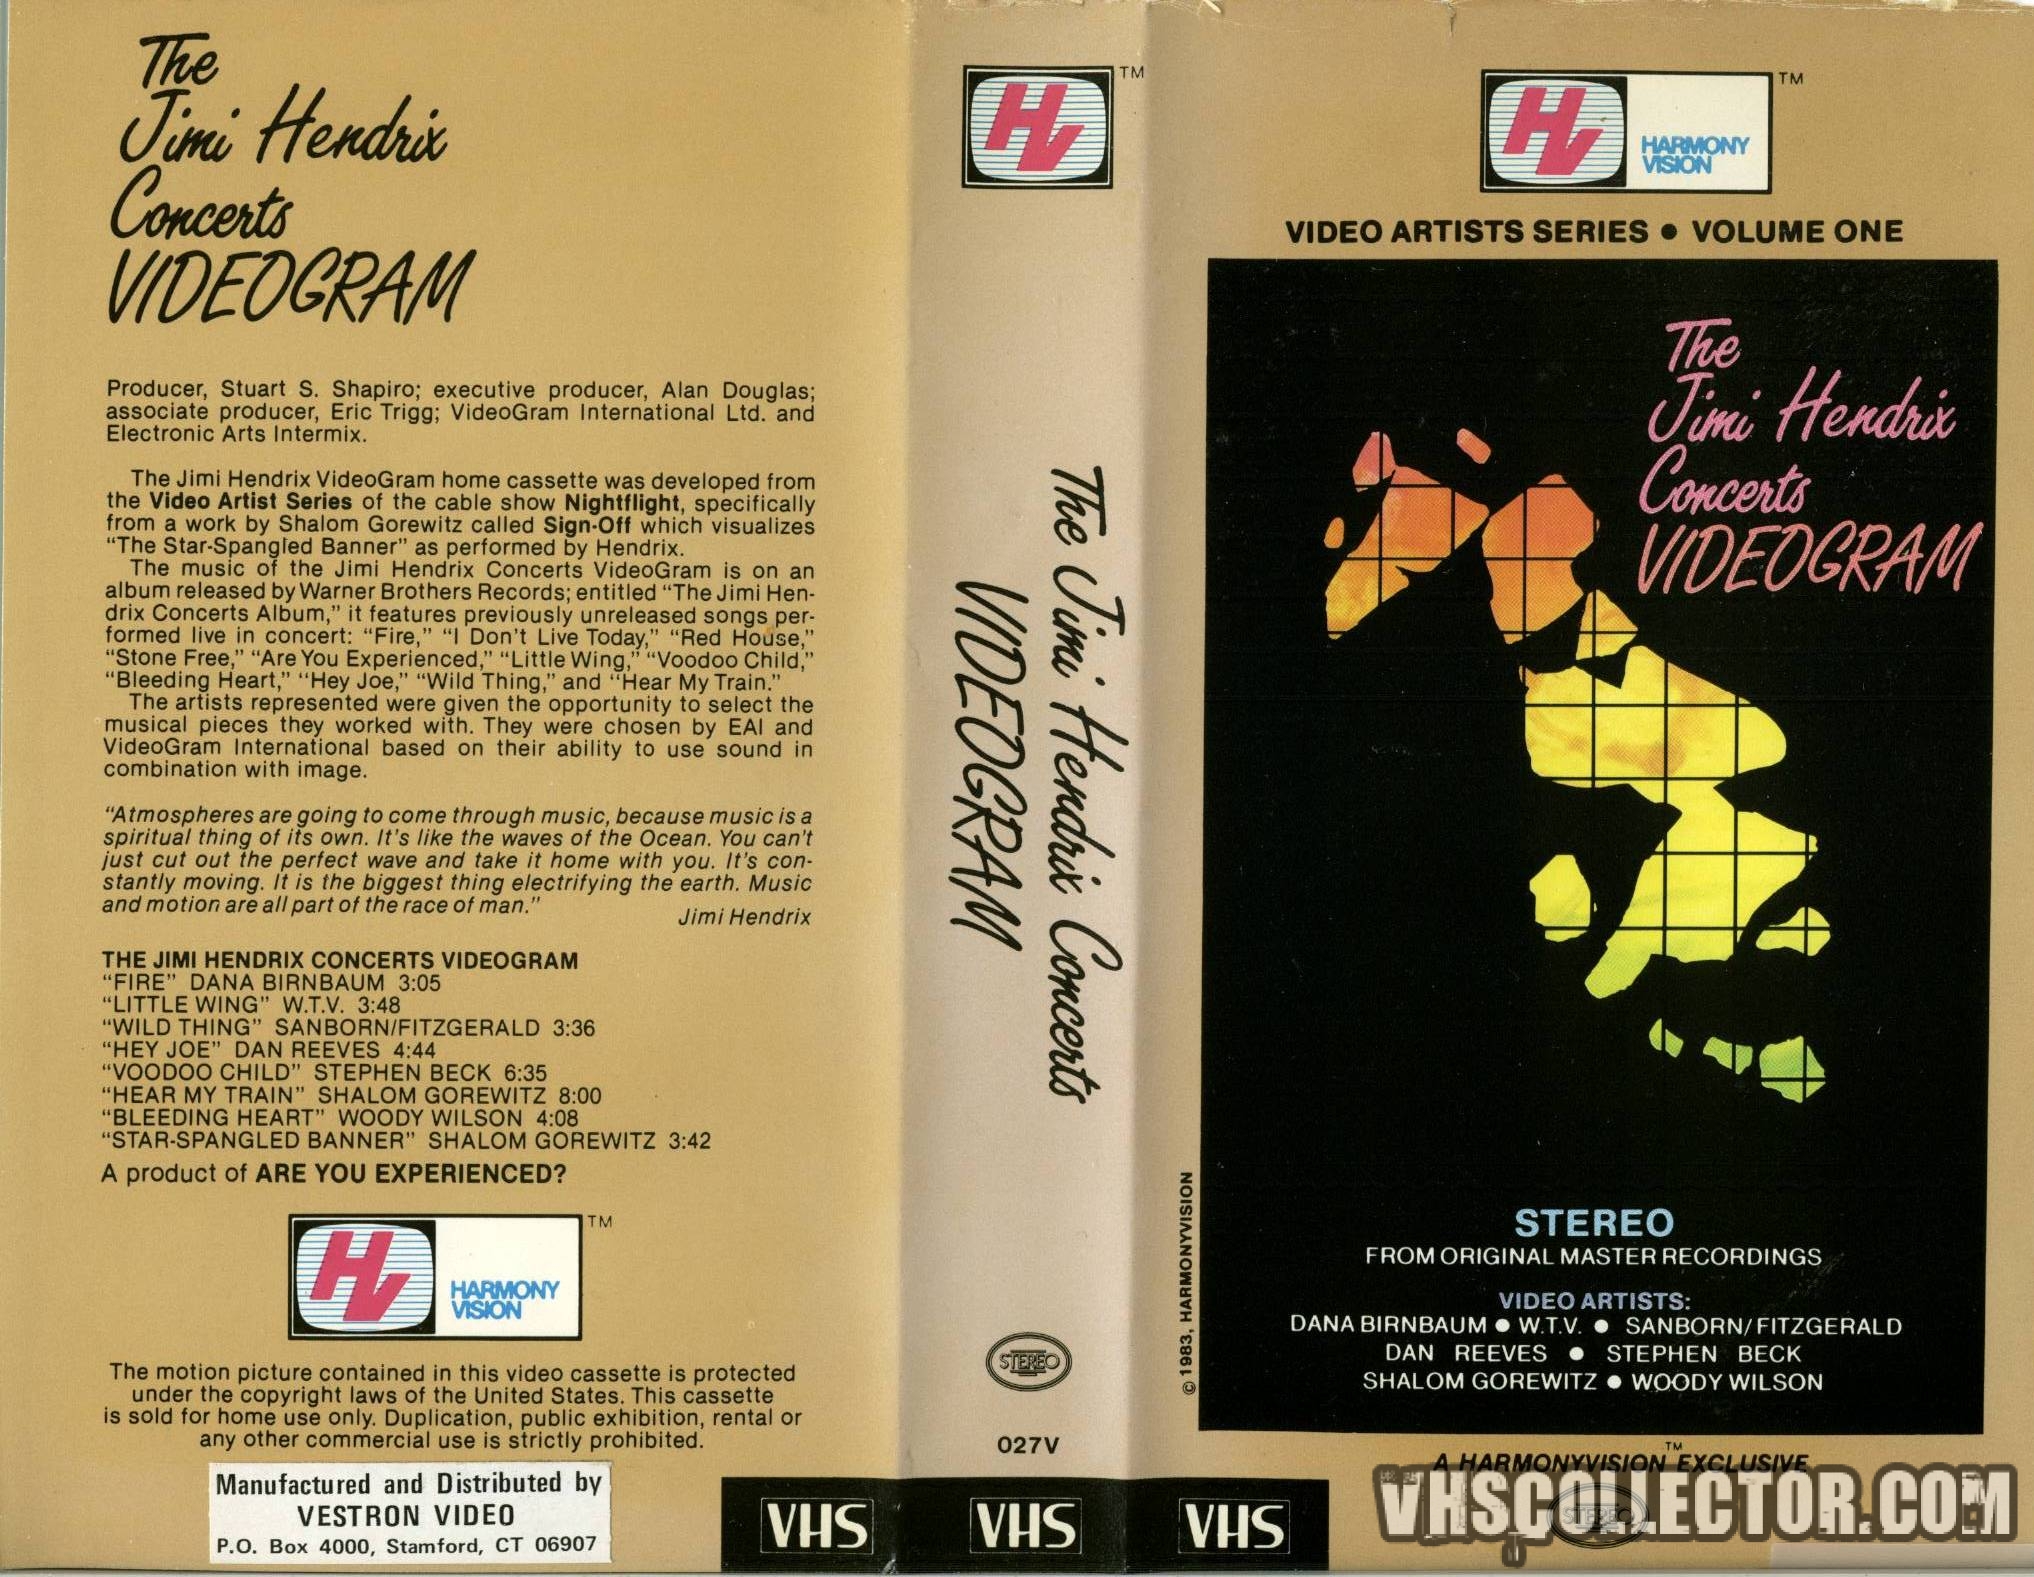 The
Jimi Hendrix
Concerts
VIDEOGRAM
Producer, Stuart S. Shapiro; executive producer, Alan Douglas;
associate producer, Eric Trigg; VideoGram International Ltd. and
Electronic Arts Intermix.
The Jimi Hendrix VideoGram home cassette was developed from
the Video Artist Series of the cable show Nightflight, specifically
from a work by Shalom Gorewitz called Sign-Off which visualizes
"The Star-Spangled Banner" as performed by Hendrix.
The music of the Jimi Hendrix Concerts VideoGram is on an
album released by Warner Brothers Records; entitled "The Jimi Hen-
drix Concerts Album," it features previously unreleased songs per-
formed live in concert: "Fire," "I Don't Live Today," "Red House,"
"Stone Free," "Are You Experienced," "Little Wing," "Voodoo Child,"
"Bleeding Heart," "Hey Joe," "Wild Thing," and "Hear My Train."
The artists represented were given the opportunity to select the
musical pieces they worked with. They were chosen by EAI and
VideoGram International based on their ability to use sound in
combination with image.
"Atmospheres are going to come through music, because music is a
spiritual thing of its own. It's like the waves of the Ocean. You can't
just cut out the perfect wave and take it home with you. It's con-
stantly moving. It is the biggest thing electrifying the earth. Music
and motion are all part of the race of man."
Jimi Hendrix
THE JIMI HENDRIX CONCERTS VIDEOGRAM
"FIRE" DANA BIRNBAUM 3:05
"LITTLE WING" W.T.V. 3:48
"WILD THING" SANBORN/FITZGERALD 3:36
"HEY JOE" DAN REEVES 4:44
"VOODOO CHILD" STEPHEN BECK 6:35
"HEAR MY TRAIN" SHALOM GOREWITZ 8:00
"BLEEDING HEART" WOODY WILSON 4:08
"STAR-SPANGLED BANNER" SHALOM GOREWITZ 3:42
A product of ARE YOU EXPERIENCED?
HV HARMONY
VISION
TM
The motion picture contained in this video cassette is protected
under the copyright laws of the United States. This cassette
is sold for home use only. Duplication, public exhibition, rental or
any other commercial use is strictly prohibited.
Manufactured and Distributed by
VESTRON VIDEO
P.O. Box 4000, Stamford, CT 06907
VHS
HV
TM
The Jimi Hendrix Concerts
VIDEOGRAM
STEREO
027V
VHS
HV HARMONY
VISION
TM
VIDEO ARTISTS SERIES • VOLUME ONE
The
Jimi Hendrix
Concerts
VIDEOGRAM
STEREO
FROM ORIGINAL MASTER RECORDINGS
VIDEO ARTISTS:
DANA BIRNBAUM • W.T.V. • SANBORN/FITZGERALD
DAN REEVES • STEPHEN BECK
SHALOM GOREWITZ • WOODY WILSON
© 1983, HARMONYVISION
A HARMONYVISION™ EXCLUSIVE
STEREO
VHS
VHSCOLLECTOR.COM